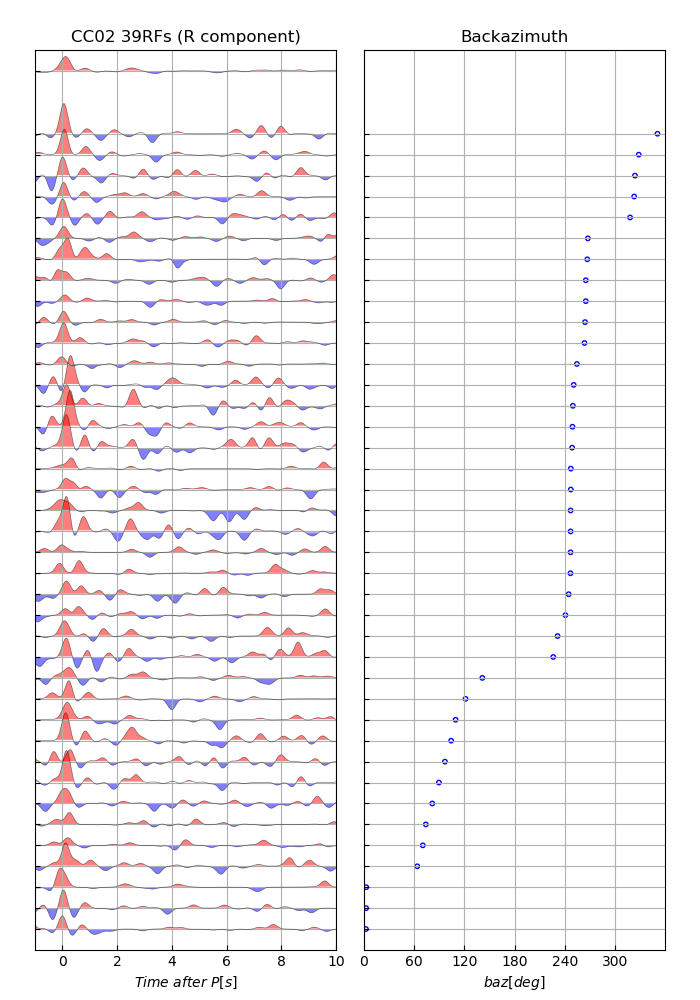 CC02 39RFs (R component)
Backazimuth
0 2 4 6 8 10
0 60 120 180 240 300
Time after P[s]
baz[deg]